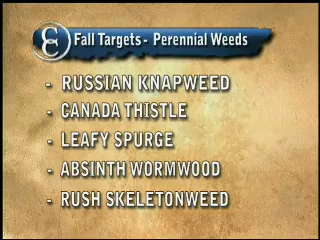 Fall Targets - Perennial Weeds
- RUSSIAN KNAPWEED
- CANADA THISTLE
- LEAFY SPURGE
- ABSINTH WORMWOOD
- RUSH SKELETONWEED